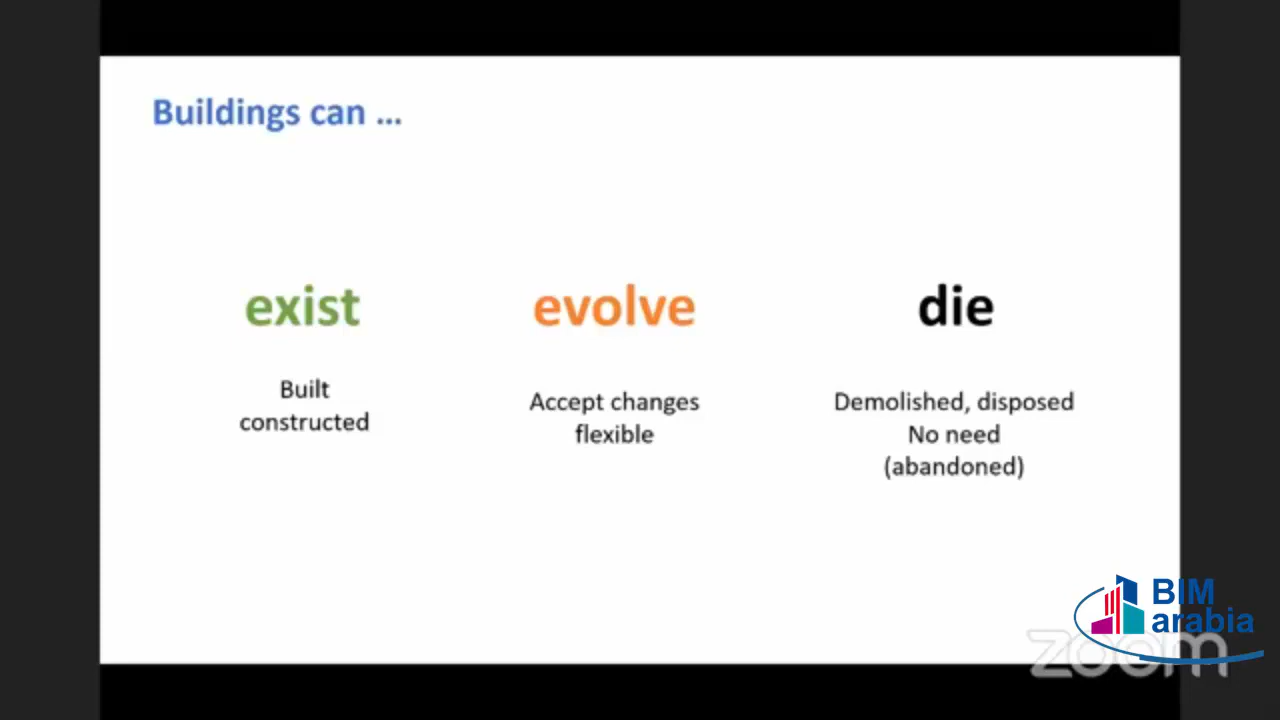 Buildings can ...
exist
Built
constructed
evolve
Accept changes
flexible
die
Demolished, disposed
No need
(abandoned)
BIM
arabia
zoom